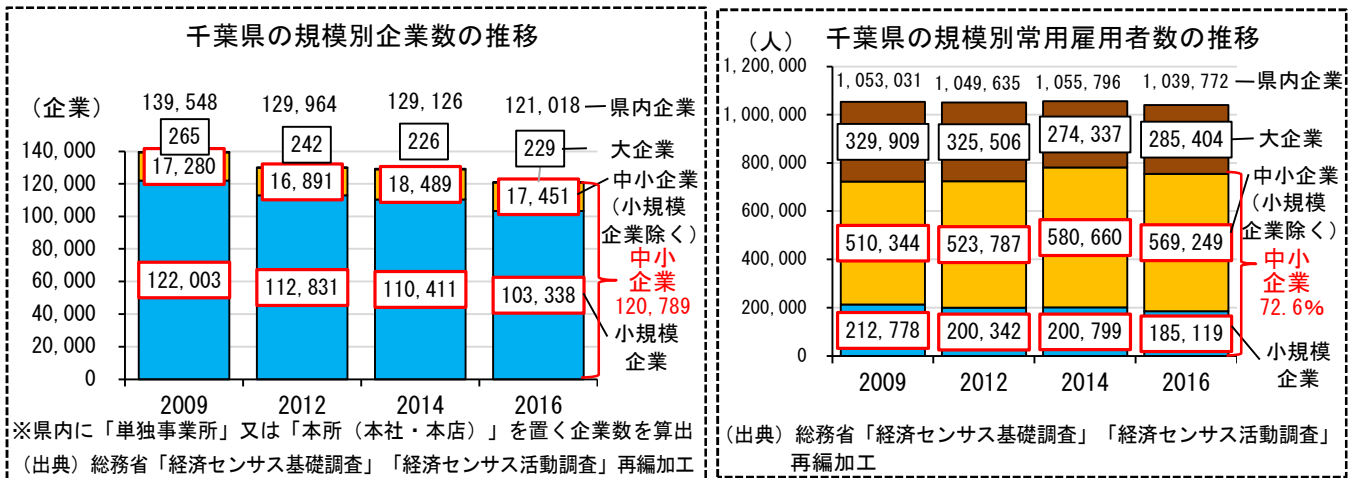 千葉県の規模別企業数の推移
（企業）
139,548
129,964
129,126
121,018
県内企業
265
242
226
229
大企業
140,000
120,000
100,000
80,000
60,000
40,000
20,000
0
17,280
16,891
18,489
17,451
中小企業
（小規模
企業除く）
中小
企業
120,789
122,003
112,831
110,411
103,338
小規模
企業
2009
2012
2014
2016
※県内に「単独事業所」又は「本所（本社・本店）」を置く企業数を算出
（出典）総務省「経済センサス基礎調査」「経済センサス活動調査」再編加工
千葉県の規模別常用雇用者数の推移
（人）
1,200,000
1,000,000
800,000
600,000
400,000
200,000
0
1,053,031
1,049,635
1,055,796
1,039,772
県内企業
329,909
325,506
274,337
285,404
大企業
510,344
523,787
580,660
569,249
中小企業
（小規模
企業除く）
中小
企業
72.6%
212,778
200,342
200,799
185,119
小規模
企業
2009
2012
2014
2016
（出典）総務省「経済センサス基礎調査」「経済センサス活動調査」
再編加工